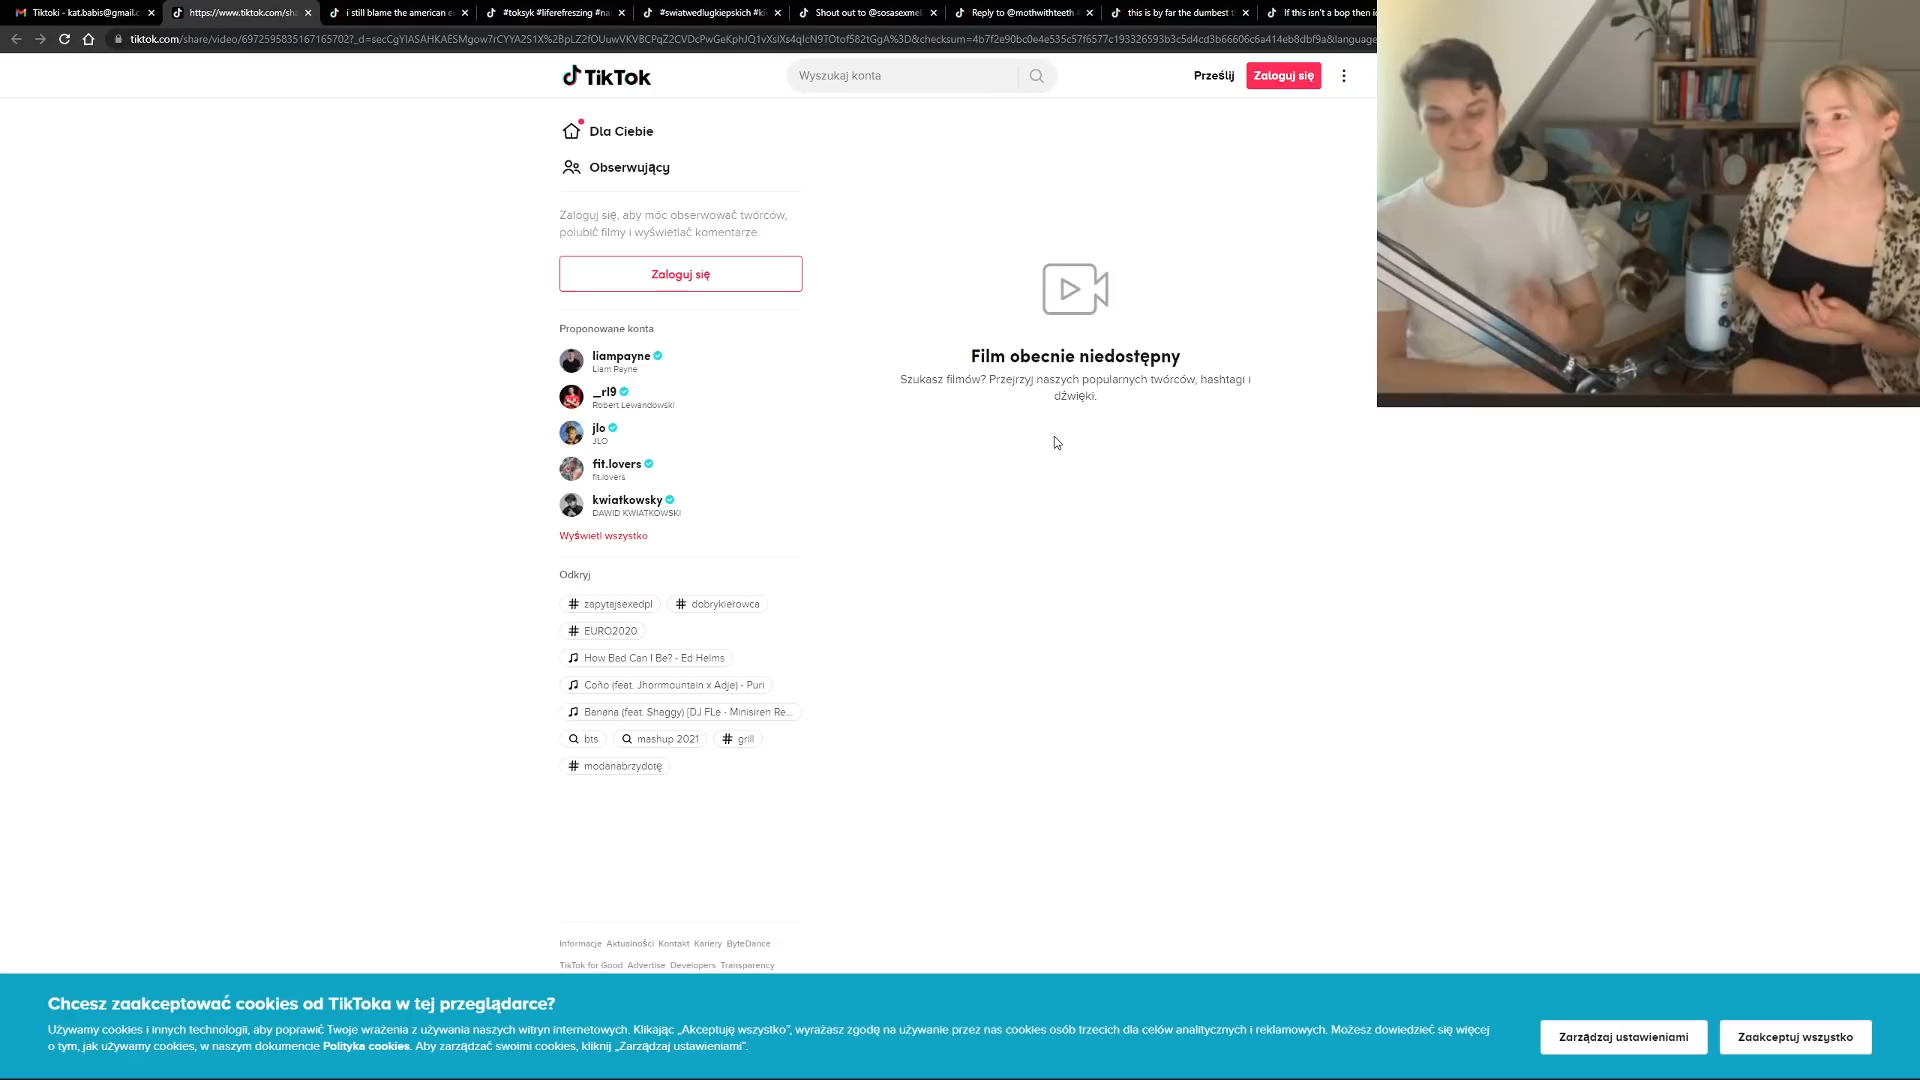 Tiktoki - kat.babis@gmail.c
https://www.tiktok.com/sha
i still blame the american e
#toksyk #liferefreszing #na
#swiatwedlugkiepskich #ki
Shout out to @sosasexmel
Reply to @mothwithteeth
this is by far the dumbest t
If this isn't a bop then i
TikTok
Wyszukaj konta
Prześlij
Zaloguj się
Dla Ciebie
Obserwujący
Zaloguj się, aby móc obserwować twórców,
polubić filmy i wyświetlać komentarze.
Zaloguj się
Proponowane konta
liampayne
Liam Payne
_rl9
Robert Lewandowski
jlo
JLO
fit.lovers
fit.lovers
kwiatkowsky
DAWID KWIATKOWSKI
Wyświetl wszystko
Odkryj
# zapytajsexedpl
# dobrykierowca
# EURO2020
How Bad Can I Be? - Ed Helms
Coño (feat. Jhorrmountain x Adje) - Puri
Banana (feat. Shaggy) [DJ FLe - Minisiren Re...
bts
mashup 2021
# grill
# modanabrzydotę
Film obecnie niedostępny
Szukasz filmów? Przejrzyj naszych popularnych twórców, hashtagi i
dźwięki.
Informacje Aktualności Kontakt Kariery ByteDance
TikTok for Good Advertise Developers Transparency
Chcesz zaakceptować cookies od TikToka w tej przeglądarce?
Używamy cookies i innych technologii, aby poprawić Twoje wrażenia z używania naszych witryn internetowych. Klikając „Akceptuję wszystko”, wyrażasz zgodę na używanie przez nas cookies osób trzecich dla celów analitycznych i reklamowych. Możesz dowiedzieć się więcej
o tym, jak używamy cookies, w naszym dokumencie Polityka cookies. Aby zarządzać swoimi cookies, kliknij „Zarządzaj ustawieniami”.
Zarządzaj ustawieniami
Zaakceptuj wszystko